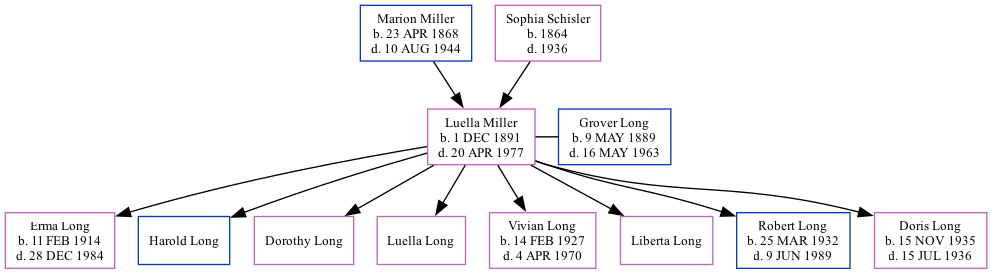 Marion Miller
b. 23 APR 1868
d. 10 AUG 1944
Sophia Schisler
b. 1864
d. 1936
Luella Miller
b. 1 DEC 1891
d. 20 APR 1977
Grover Long
b. 9 MAY 1889
d. 16 MAY 1963
Erma Long
b. 11 FEB 1914
d. 28 DEC 1984
Harold Long
Dorothy Long
Luella Long
Vivian Long
b. 14 FEB 1927
d. 4 APR 1970
Liberta Long
Robert Long
b. 25 MAR 1932
d. 9 JUN 1989
Doris Long
b. 15 NOV 1935
d. 15 JUL 1936